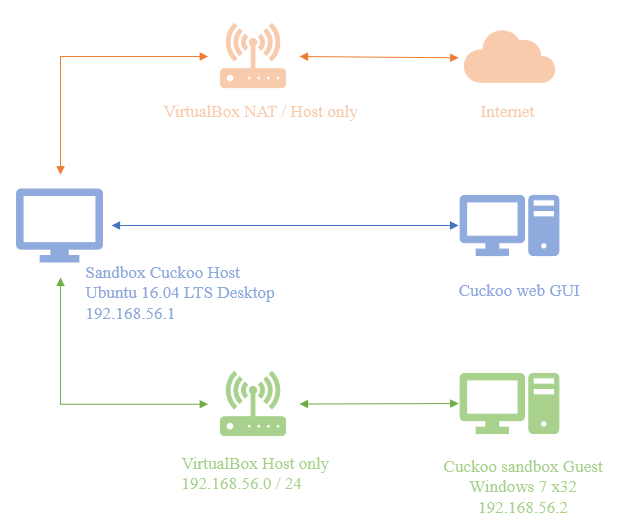 VirtualBox NAT / Host only
Internet
Sandbox Cuckoo Host
Ubuntu 16.04 LTS Desktop
192.168.56.1
Cuckoo web GUI
VirtualBox Host only
192.168.56.0 / 24
Cuckoo sandbox Guest
Windows 7 x32
192.168.56.2